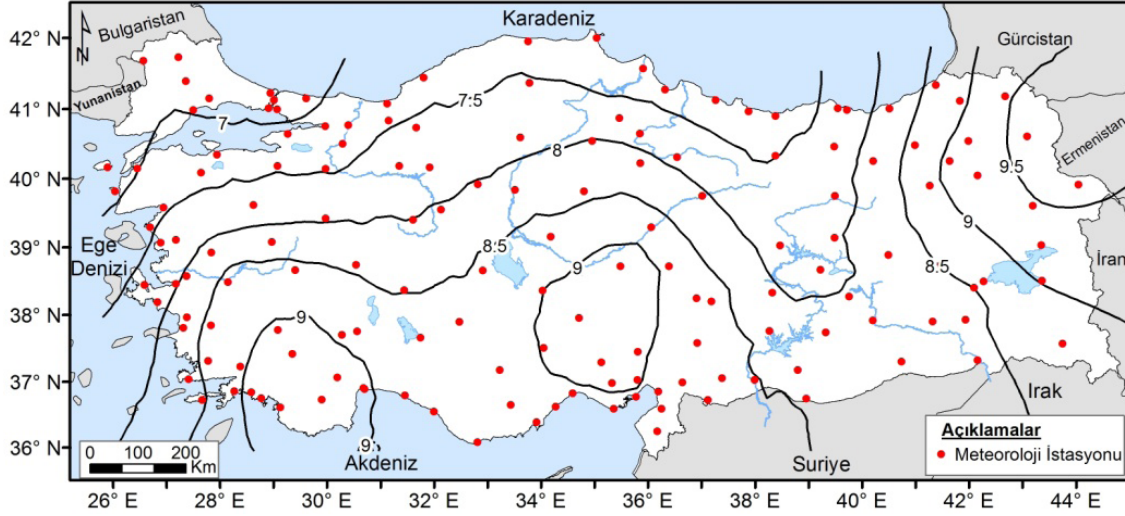 Karadeniz
Bulgaristan
Gürcistan
Yunanistan
Ermenistan
Ege
Denizi
İran
Irak
Suriye
Akdeniz
42° N
41° N
40° N
39° N
38° N
37° N
36° N
N
7
7.5
8
8.5
9
9
9.
9.5
9
8.5
0 100 200
Km
Açıklamalar
Meteoroloji İstasyonu
26° E 28° E 30° E 32° E 34° E 36° E 38° E 40° E 42° E 44° E